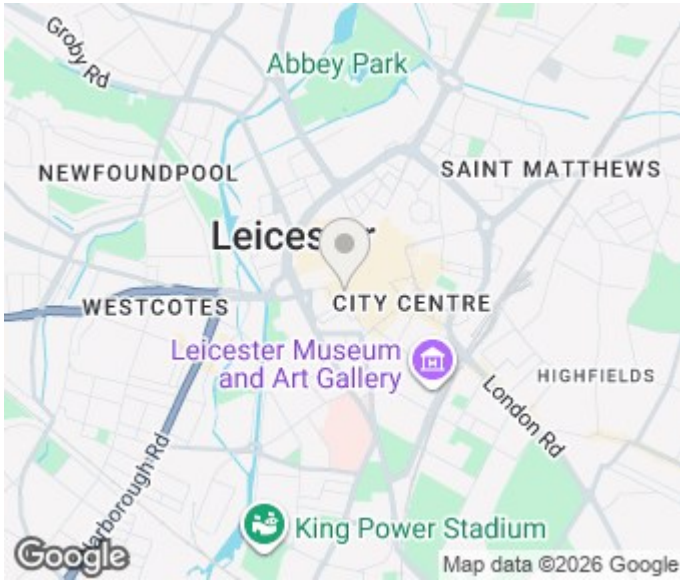 Groby Rd
Abbey Park
NEWFOUNDPOOL
SAINT MATTHEWS
Leicester
WESTCOTES
CITY CENTRE
Leicester Museum
and Art Gallery
HIGHFIELDS
London Rd
Narborough Rd
King Power Stadium
Google
Map data ©2026 Google